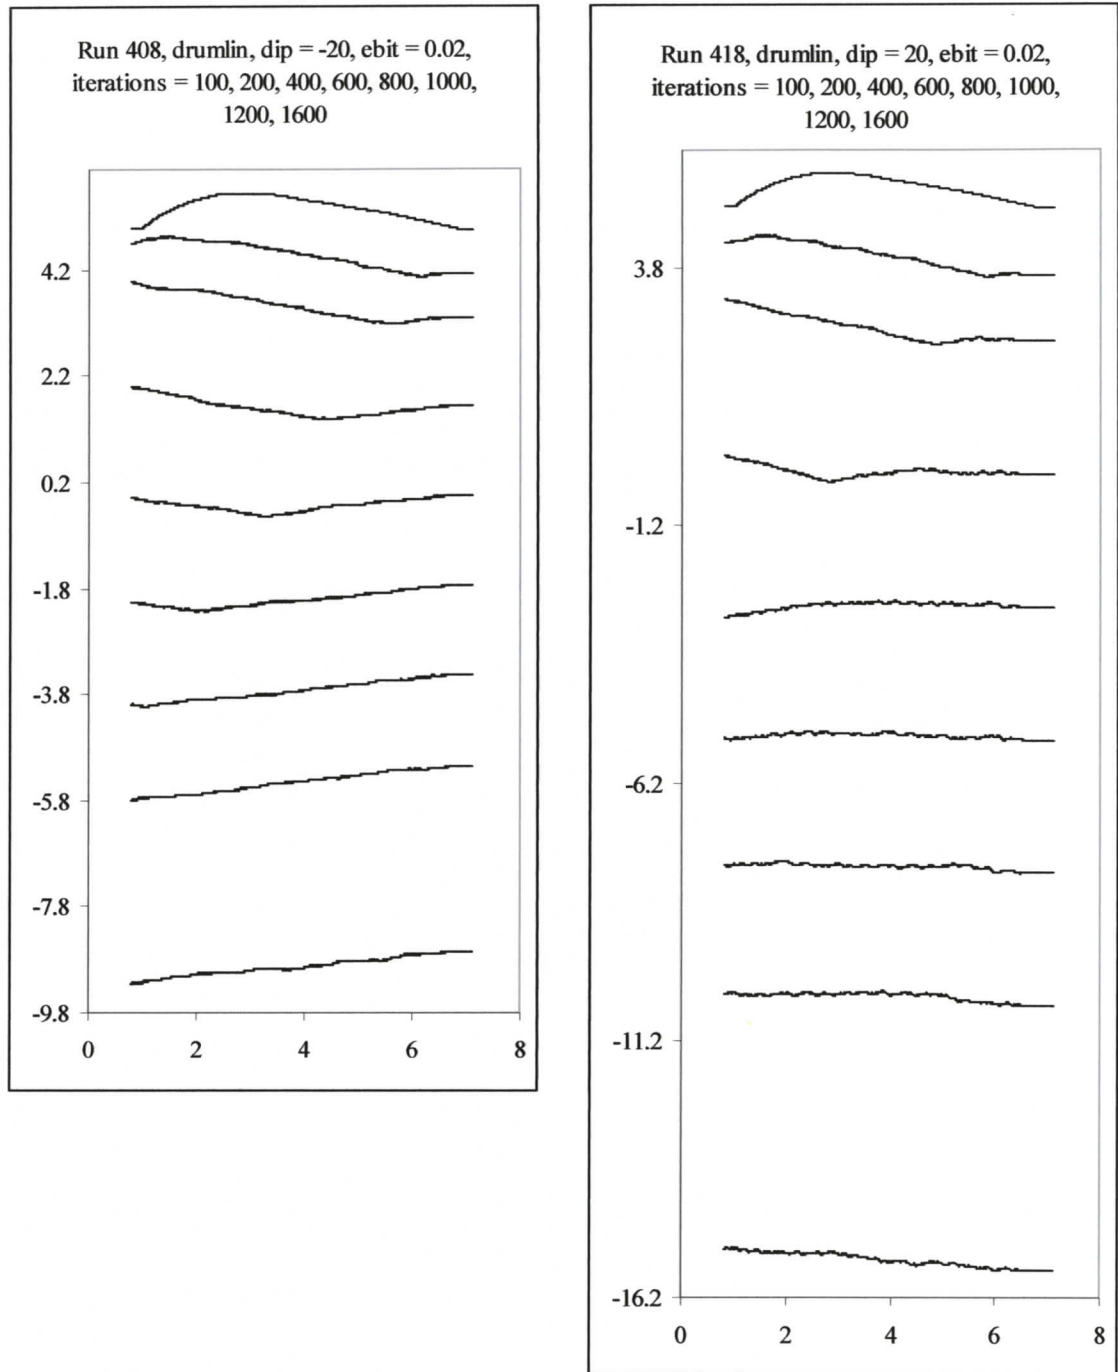 Run 408, drumlin, dip = -20, ebit = 0.02,
iterations = 100, 200, 400, 600, 800, 1000,
1200, 1600
4.2
2.2
0.2
-1.8
-3.8
-5.8
-7.8
-9.8
0 2 4 6 8
Run 418, drumlin, dip = 20, ebit = 0.02,
iterations = 100, 200, 400, 600, 800, 1000,
1200, 1600
3.8
-1.2
-6.2
-11.2
-16.2
0 2 4 6 8